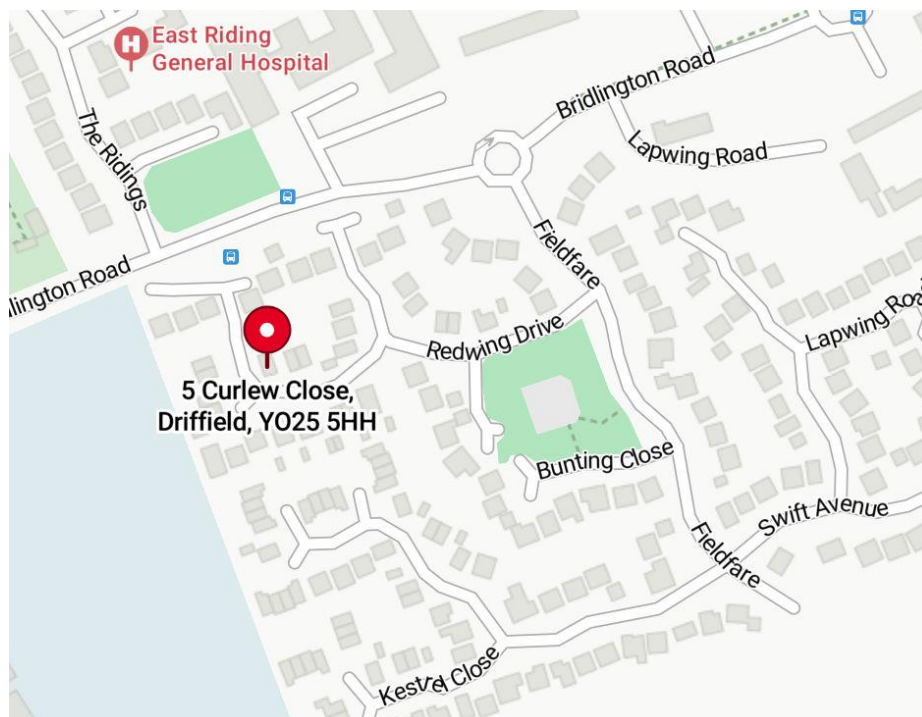 H
East Riding
General Hospital
Bridlington Road
The Ridings
Lapwing Road
Fieldfare
lington Road
Lapwing Road
Redwing Drive
5 Curlew Close,
Driffield, YO25 5HH
Bunting Close
Swift Avenue
Fieldfare
Kestrel Close